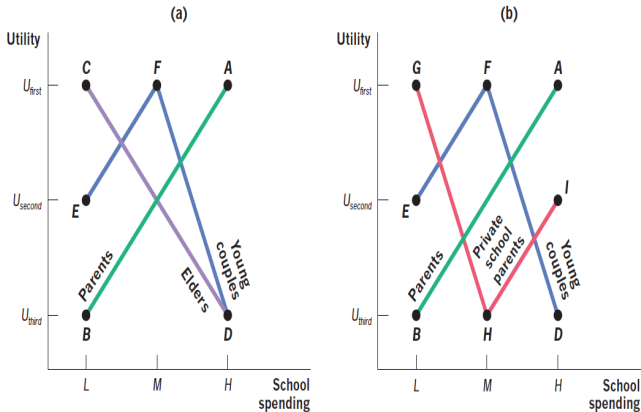 (a)
Utility
C
F
A
Ufirst
Usecond
E
Parents
Elders
Young
couples
Uthird
B
D
L
M
H
School
spending
(b)
Utility
G
F
A
Ufirst
I
Usecond
E
Parents
Private
school
parents
Young
couples
Uthird
B
H
D
L
M
H
School
spending